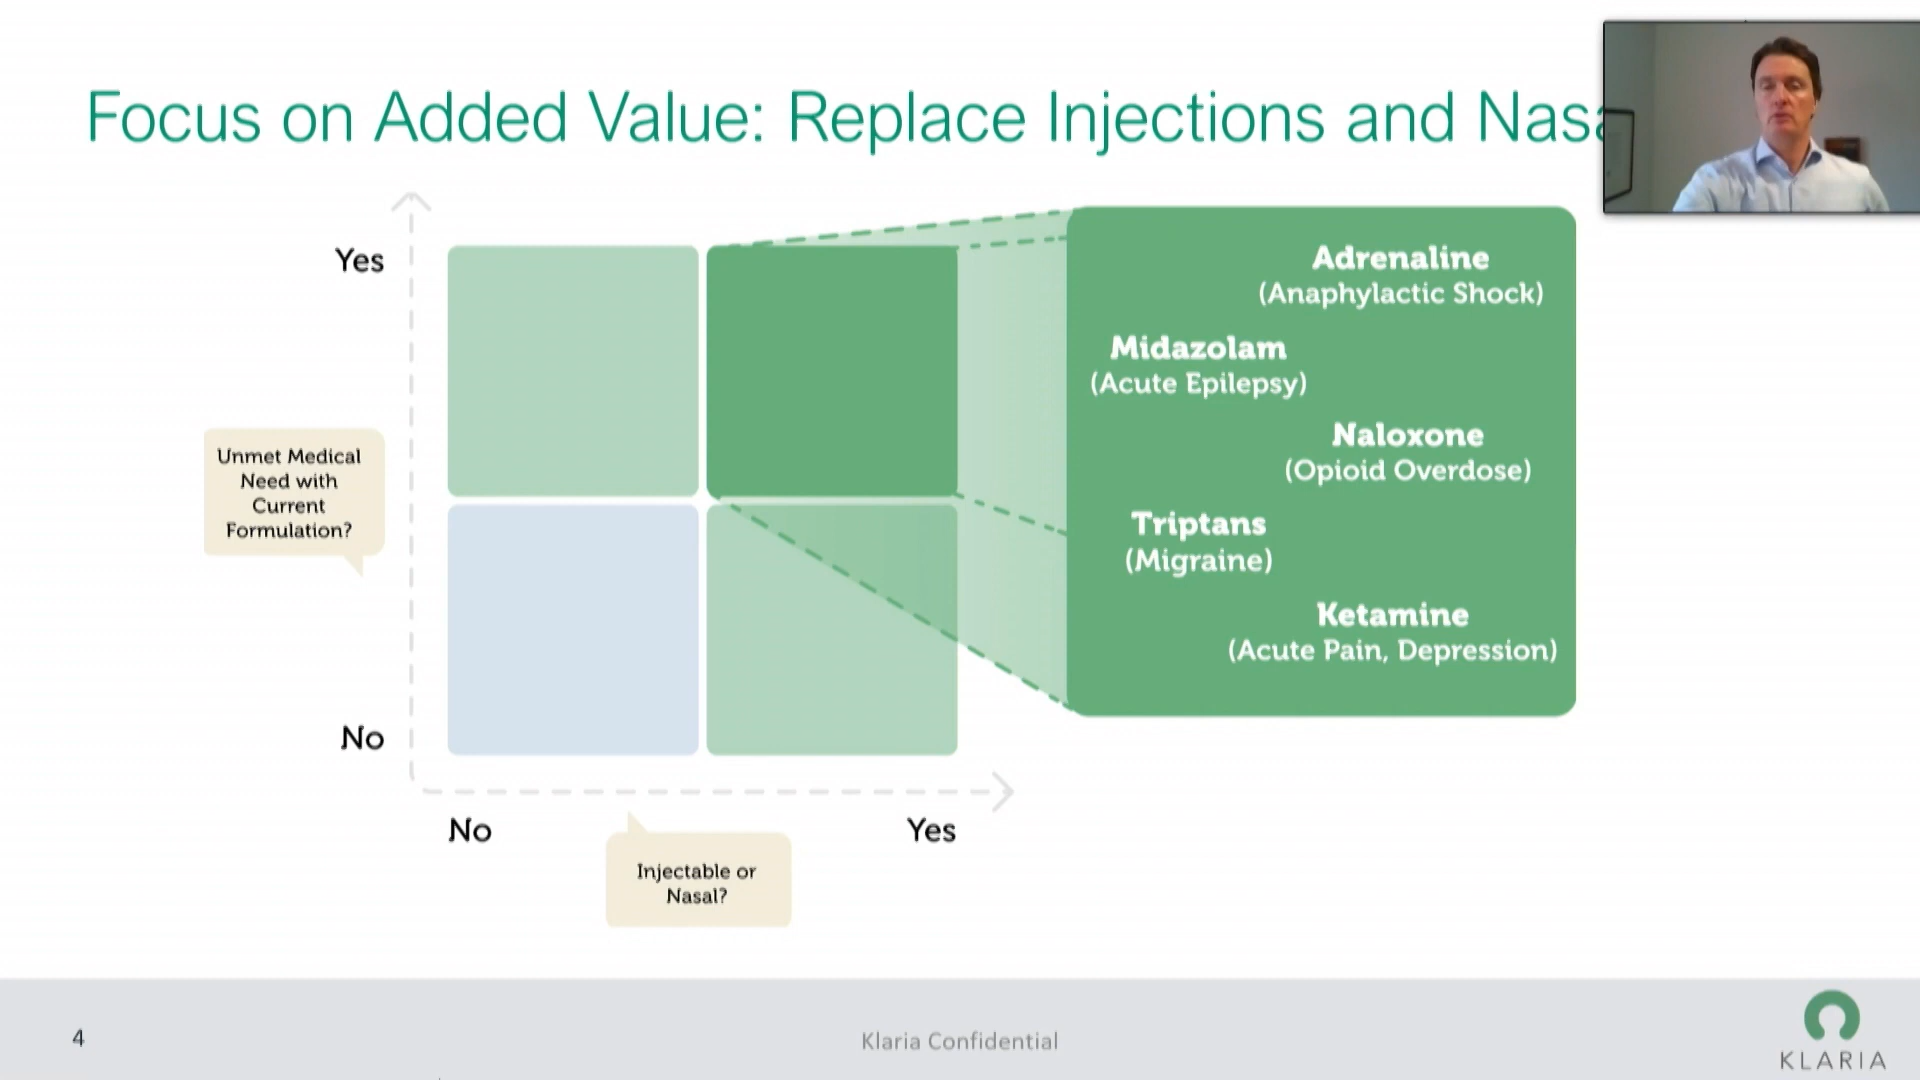 Focus on Added Value: Replace Injections and Nasa
Yes
Unmet Medical
Need with
Current
Formulation?
No
No
Yes
Injectable or
Nasal?
Adrenaline
(Anaphylactic Shock)
Midazolam
(Acute Epilepsy)
Naloxone
(Opioid Overdose)
Triptans
(Migraine)
Ketamine
(Acute Pain, Depression)
4
Klaria Confidential
KLARIA